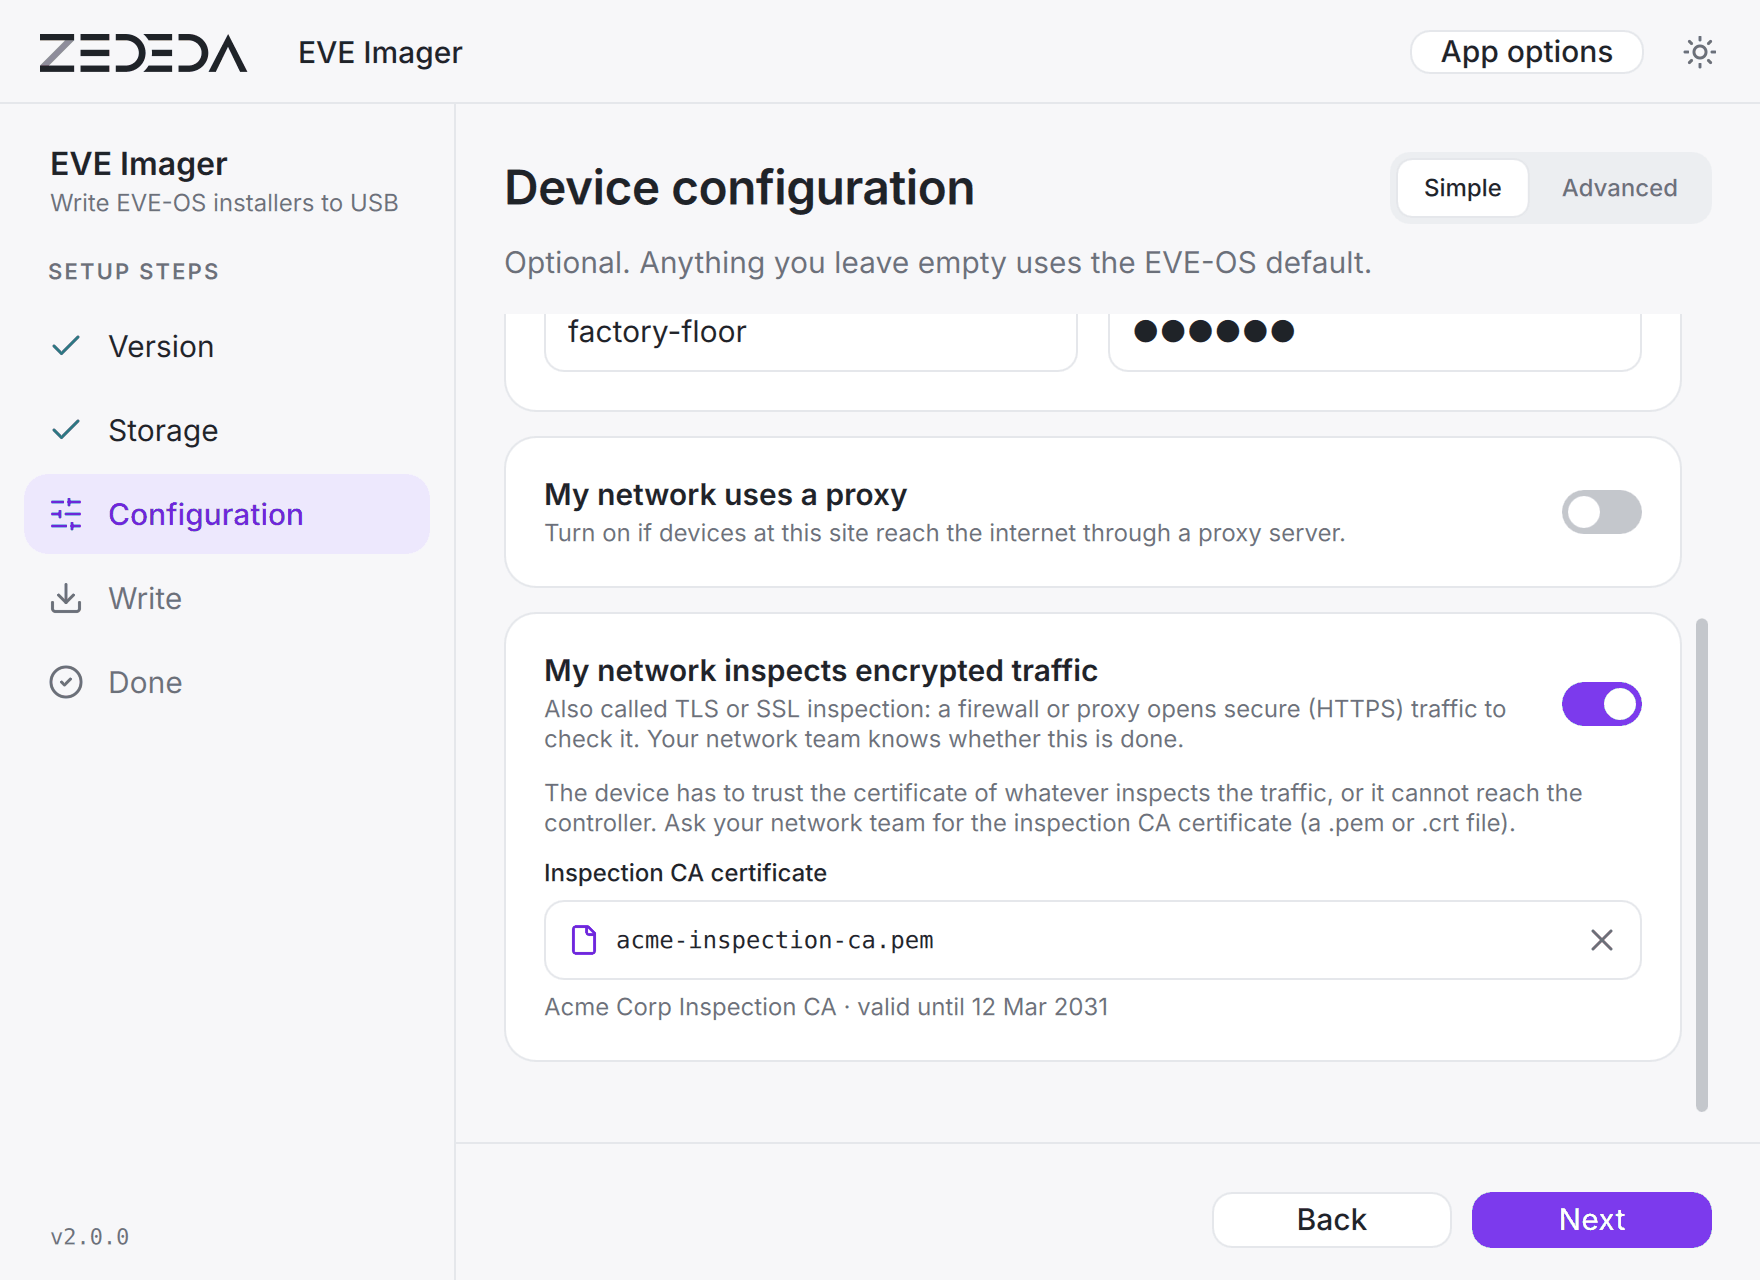 ZEDEDA
EVE Imager
App options
EVE Imager
Write EVE-OS installers to USB
SETUP STEPS
Version
Storage
Configuration
Write
Done
v2.0.0
Device configuration
Simple
Advanced
Optional. Anything you leave empty uses the EVE-OS default.
factory-floor
●●●●●●
My network uses a proxy
Turn on if devices at this site reach the internet through a proxy server.
My network inspects encrypted traffic
Also called TLS or SSL inspection: a firewall or proxy opens secure (HTTPS) traffic to
check it. Your network team knows whether this is done.
The device has to trust the certificate of whatever inspects the traffic, or it cannot reach the
controller. Ask your network team for the inspection CA certificate (a .pem or .crt file).
Inspection CA certificate
acme-inspection-ca.pem
Acme Corp Inspection CA · valid until 12 Mar 2031
Back
Next